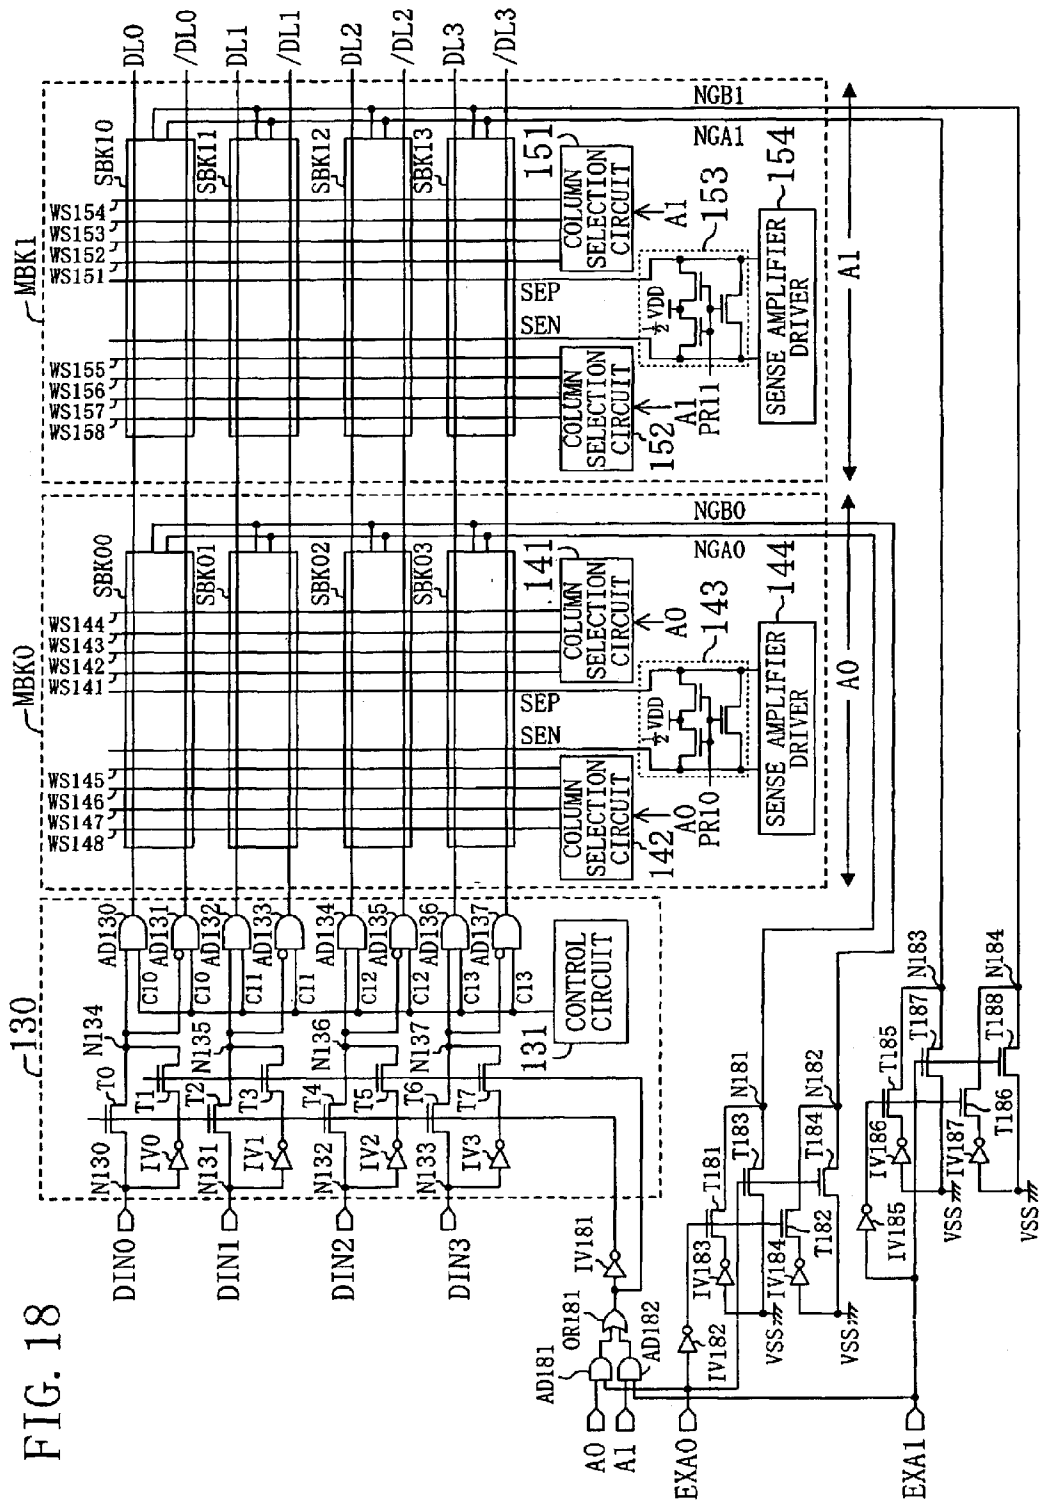 FIG. 18
130
MBK0
MBK1
DIN0
DIN1
DIN2
DIN3
N130
N131
N132
N133
IV0
IV1
IV2
IV3
T0
T1
T2
T3
T4
T5
T6
T7
N134
N135
N136
N137
AD130
AD131
AD132
AD133
AD134
AD135
AD136
AD137
C10
C10
C11
C11
C12
C12
C13
C13
131
CONTROL
CIRCUIT
WS148
WS147
WS146
WS145
WS141
WS142
WS143
WS144
SBK00
SBK01
SBK02
SBK03
SEN
SEP
142
COLUMN
SELECTION
CIRCUIT
A0
141
COLUMN
SELECTION
CIRCUIT
A0
PR10
1/2 VDD
143
SENSE AMPLIFIER
DRIVER
144
NGA0
NGB0
A0
WS158
WS157
WS156
WS155
WS151
WS152
WS153
WS154
SBK10
SBK11
SBK12
SBK13
SEN
SEP
152
COLUMN
SELECTION
CIRCUIT
A1
151
COLUMN
SELECTION
CIRCUIT
A1
PR11
1/2 VDD
153
SENSE AMPLIFIER
DRIVER
154
NGA1
NGB1
A1
DL0
/DL0
DL1
/DL1
DL2
/DL2
DL3
/DL3
A0
A1
EXA0
EXA1
AD181
AD182
OR181
IV181
IV182
IV183
IV184
T181
T182
T183
T184
N181
N182
VSS
VSS
IV185
IV186
IV187
T185
T186
T187
T188
N183
N184
VSS
VSS